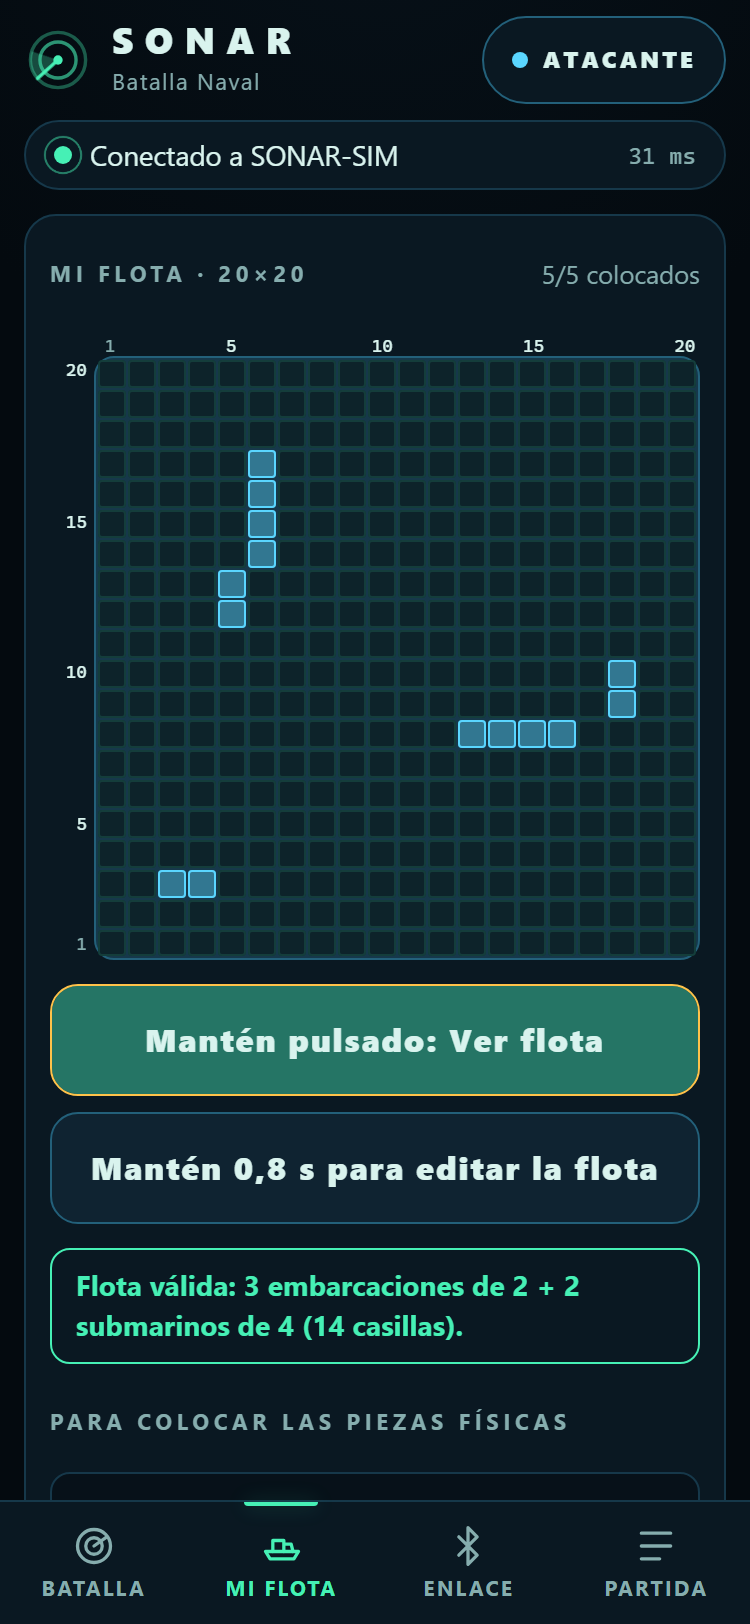 SONAR
Batalla Naval
ATACANTE
Conectado a SONAR-SIM
31 ms
MI FLOTA · 20×20
5/5 colocados
1 5 10 15 20
20
15
10
5
1
Mantén pulsado: Ver flota
Mantén 0,8 s para editar la flota
Flota válida: 3 embarcaciones de 2 + 2
submarinos de 4 (14 casillas).
PARA COLOCAR LAS PIEZAS FÍSICAS
BATALLA
MI FLOTA
ENLACE
PARTIDA